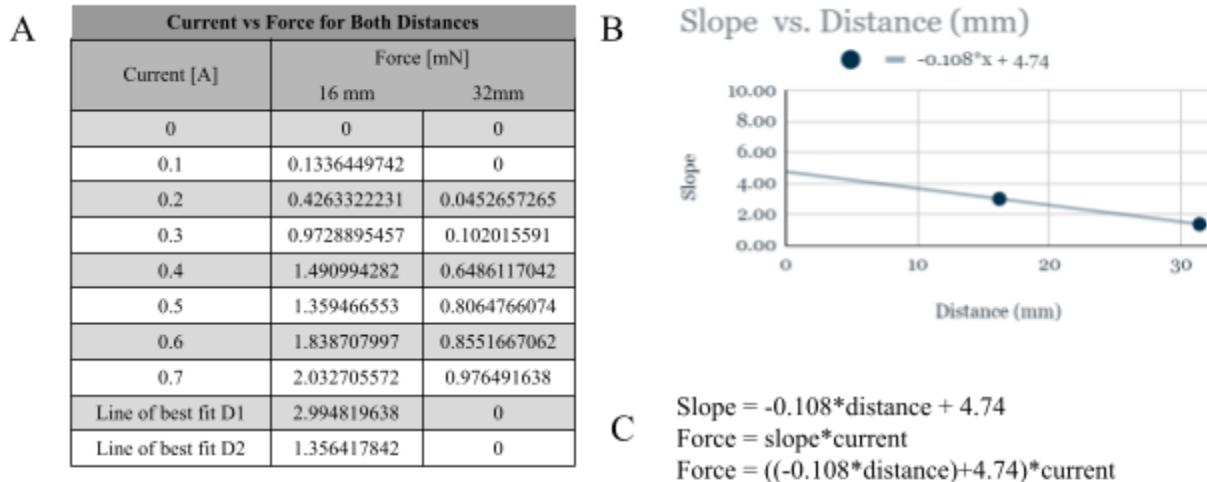 A
Current vs Force for Both Distances
Current [A] Force [mN]
16 mm 32mm
0 0 0
0.1 0.1336449742 0
0.2 0.4263322231 0.0452657265
0.3 0.9728895457 0.102015591
0.4 1.490994282 0.6486117042
0.5 1.359466553 0.8064766074
0.6 1.838707997 0.8551667062
0.7 2.032705572 0.976491638
Line of best fit D1 2.994819638 0
Line of best fit D2 1.356417842 0
B
Slope vs. Distance (mm)
-0.108*x + 4.74
10.00
8.00
6.00
4.00
2.00
0.00
Slope
0 10 20 30
Distance (mm)
C
Slope = -0.108*distance + 4.74
Force = slope*current
Force = ((-0.108*distance)+4.74)*current